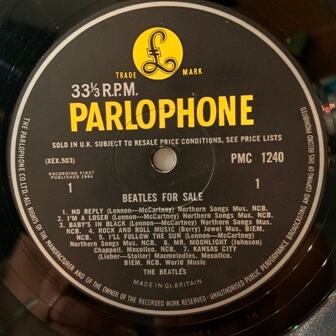 £
TRADE MARK
33⅓ R.P.M.
PARLOPHONE
SOLD IN U.K. SUBJECT TO RESALE PRICE CONDITIONS, SEE PRICE LISTS
(XEX.503)
PMC 1240
RECORDING FIRST
PUBLISHED 1964
1
1
BEATLES FOR SALE
1. NO REPLY (Lennon—McCartney) Northern Songs Mus. NCB.
2. I'M A LOSER (Lennon—McCartney) Northern Songs Mus. NCB.
3. BABY'S IN BLACK (Lennon—McCartney) Northern Songs Mus.
NCB. 4. ROCK AND ROLL MUSIC (Berry) Jewel Mus. BIEM.
NCB. 5. I'LL FOLLOW THE SUN (Lennon—McCartney)
Northern Songs Mus. NCB. 6. MR. MOONLIGHT (Johnson)
Chappell, Mecolico. NCB. 7. KANSAS CITY
(Lieber—Stoller) Macmelodies, Mecolico.
BIEM. NCB. World Music
THE BEATLES
MADE IN GT. BRITAIN
THE PARLOPHONE CO. LTD. ALL RIGHTS OF THE MANUFACTURER AND OF THE OWNER OF THE RECORDED WORK RESERVED UNAUTHORISED PUBLIC PERFORMANCE BROADCASTING AND COPYING OF THIS RECORD PROHIBITED